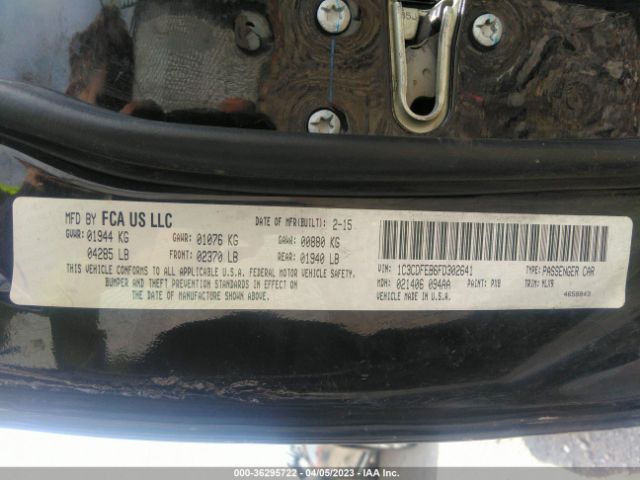 MFD BY FCA US LLC DATE OF MFR(BUILT): 2-15
GVWR: 01944 KG GAWR: 01076 KG GAWR: 00880 KG
04285 LB FRONT: 02370 LB REAR: 01940 LB
THIS VEHICLE CONFORMS TO ALL APPLICABLE U.S.A. FEDERAL MOTOR VEHICLE SAFETY,
BUMPER AND THEFT PREVENTION STANDARDS IN EFFECT ON
THE DATE OF MANUFACTURE SHOWN ABOVE.
VIN: 1C3CDFEB6FD302641 TYPE: PASSENGER CAR
MDH: 021406 094AA PAINT: PXB TRIM: MLX9
VEHICLE MADE IN U.S.A. 4658843
000-36295722 - 04/05/2023 - IAA Inc.